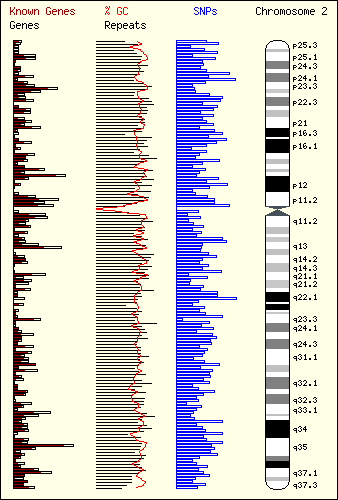 Known Genes % GC SNPs Chromosome 2
Genes Repeats
p25.3
p25.1
p24.3
p24.1
p23.3
p22.3
p21
p16.3
p16.1
p12
p11.2
q11.2
q13
q14.2
q14.3
q21.1
q21.2
q22.1
q23.3
q24.1
q24.3
q31.1
q32.1
q32.3
q33.1
q34
q35
q37.1
q37.3